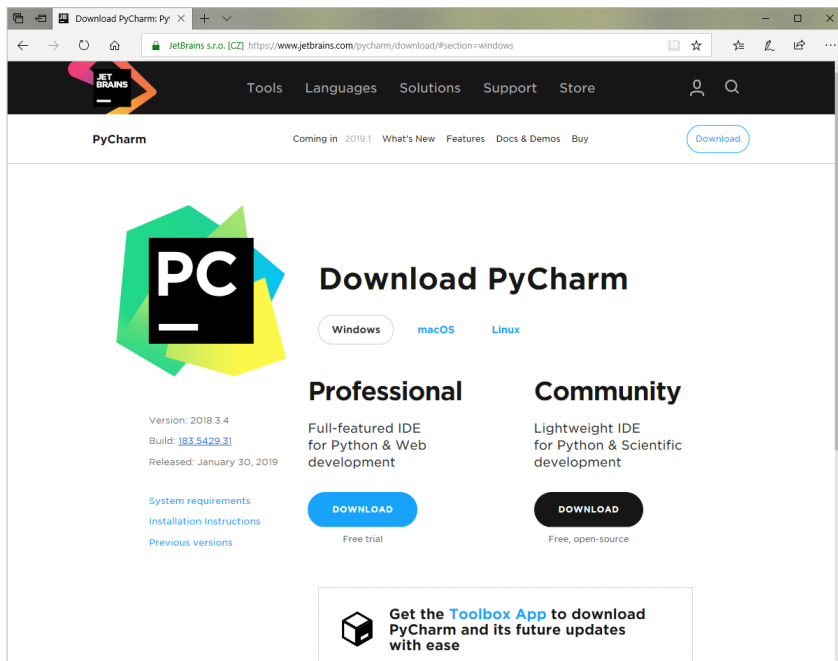 Download PyCharm: Py
JetBrains s.r.o. [CZ] https://www.jetbrains.com/pycharm/download/#section=windows
JET
BRAINS
Tools Languages Solutions Support Store
PyCharm Coming in 2019.1 What's New Features Docs & Demos Buy Download
PC
Download PyCharm
Windows macOS Linux
Version: 2018.3.4
Build: 183.5429.31
Released: January 30, 2019
System requirements
Installation Instructions
Previous versions
Professional
Full-featured IDE
for Python & Web
development
DOWNLOAD
Free trial
Community
Lightweight IDE
for Python & Scientific
development
DOWNLOAD
Free, open-source
Get the Toolbox App to download
PyCharm and its future updates
with ease